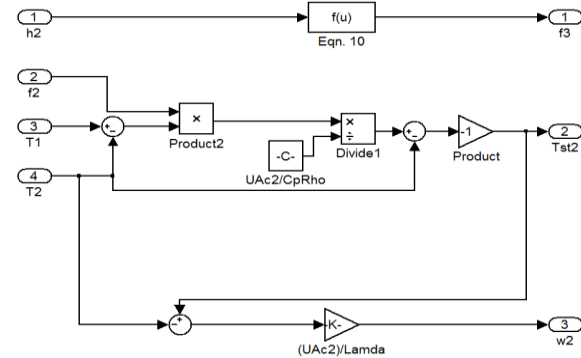 1
h2
f(u)
Eqn. 10
1
f3
2
f2
3
T1
4
T2
+
-
×
Product2
-C-
UAc2/CpRho
×
÷
Divide1
+
-
-1
Product
2
Tst2
+
-
-K-
(UAc2)/Lamda
3
w2